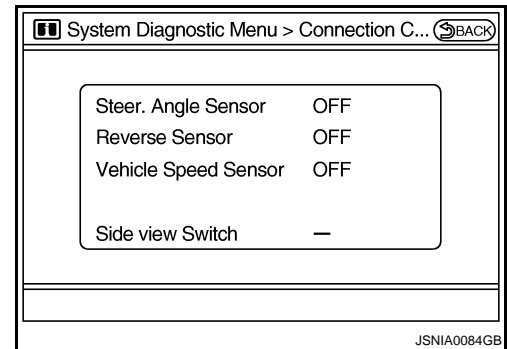 System Diagnostic Menu > Connection C... BACK
Steer. Angle Sensor OFF
Reverse Sensor OFF
Vehicle Speed Sensor OFF
Side view Switch —
JSNIA0084GB